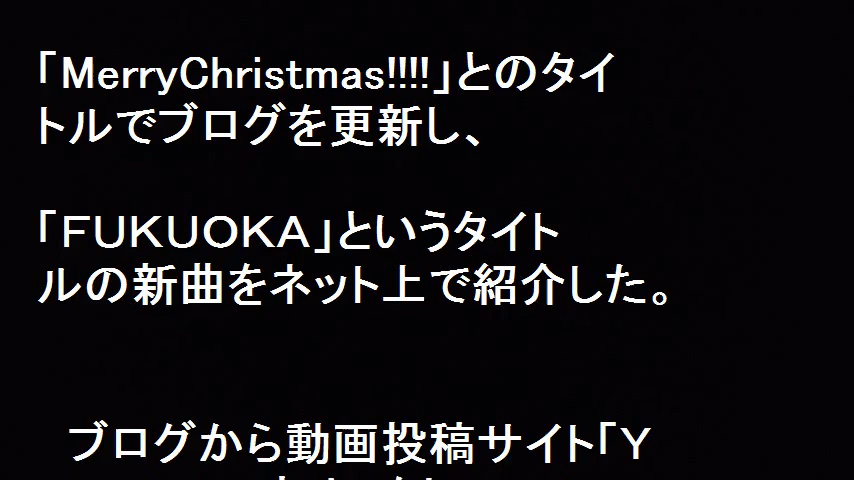 「MerryChristmas!!!!」とのタイ
トルでブログを更新し、
「ＦＵＫＵＯＫＡ」というタイト
ルの新曲をネット上で紹介した。
ブログから動画投稿サイト「Ｙ